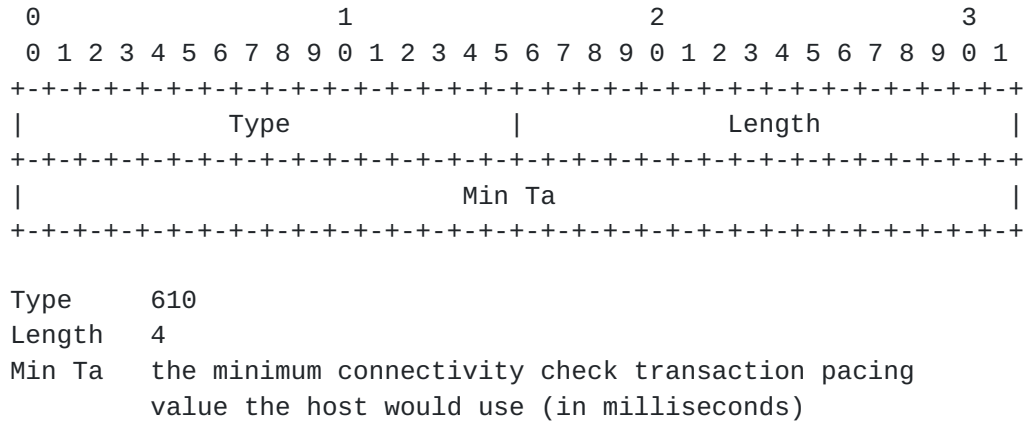 0                   1                   2                   3
 0 1 2 3 4 5 6 7 8 9 0 1 2 3 4 5 6 7 8 9 0 1 2 3 4 5 6 7 8 9 0 1
+-+-+-+-+-+-+-+-+-+-+-+-+-+-+-+-+-+-+-+-+-+-+-+-+-+-+-+-+-+-+-+-+
|             Type              |             Length            |
+-+-+-+-+-+-+-+-+-+-+-+-+-+-+-+-+-+-+-+-+-+-+-+-+-+-+-+-+-+-+-+-+
|                            Min Ta                             |
+-+-+-+-+-+-+-+-+-+-+-+-+-+-+-+-+-+-+-+-+-+-+-+-+-+-+-+-+-+-+-+-+
Type     610
Length   4
Min Ta   the minimum connectivity check transaction pacing
         value the host would use (in milliseconds)